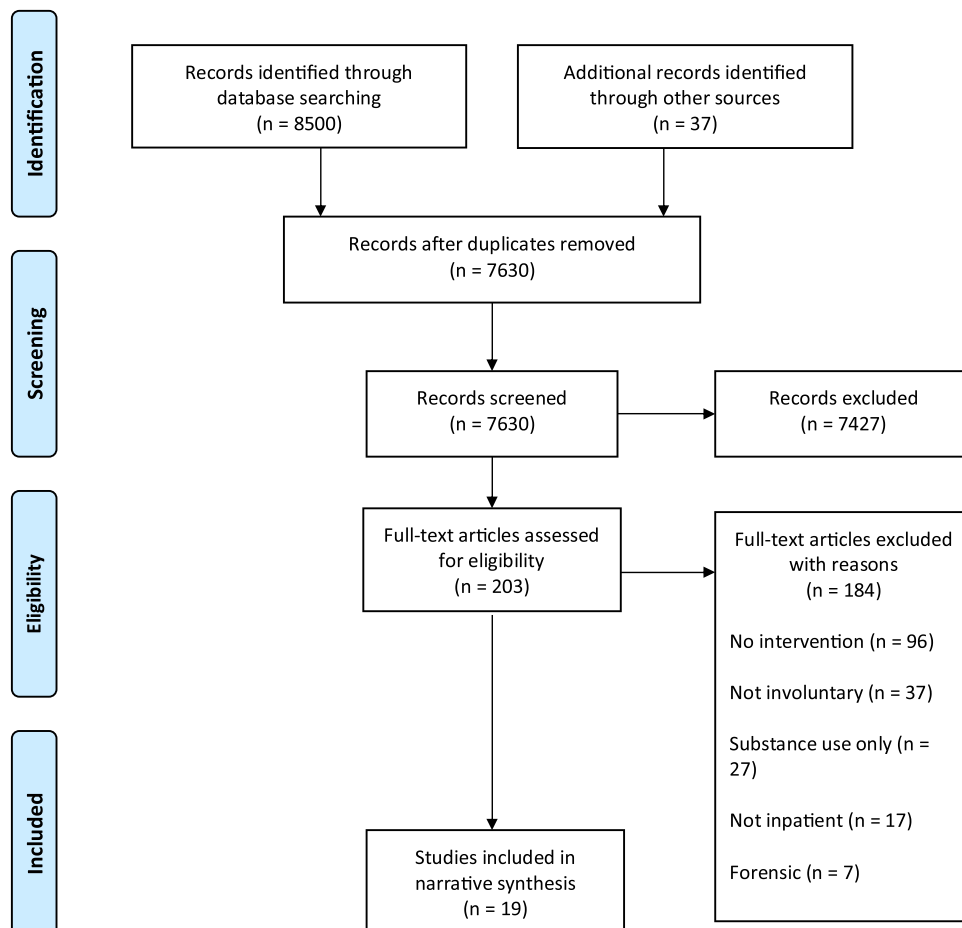 Identification
Records identified through
database searching
(n = 8500)
Additional records identified
through other sources
(n = 37)
Records after duplicates removed
(n = 7630)
Screening
Records screened
(n = 7630)
Records excluded
(n = 7427)
Eligibility
Full-text articles assessed
for eligibility
(n = 203)
Full-text articles excluded
with reasons
(n = 184)
No intervention (n = 96)
Not involuntary (n = 37)
Substance use only (n =
27)
Not inpatient (n = 17)
Forensic (n = 7)
Included
Studies included in
narrative synthesis
(n = 19)